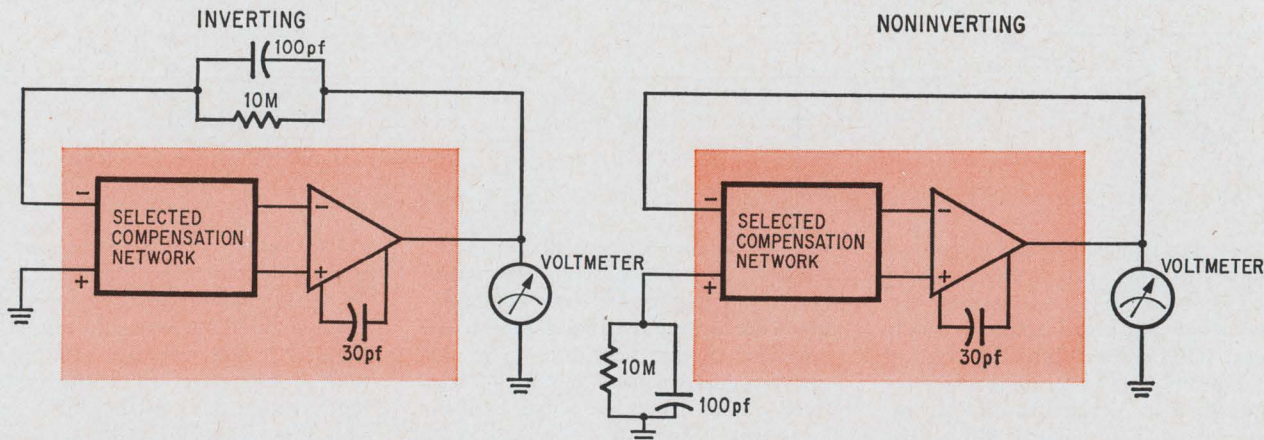 INVERTING
100pf
10M
−
+
SELECTED
COMPENSATION
NETWORK
−
+
30pf
VOLTMETER
NONINVERTING
−
+
SELECTED
COMPENSATION
NETWORK
−
+
30pf
10M
100pf
VOLTMETER